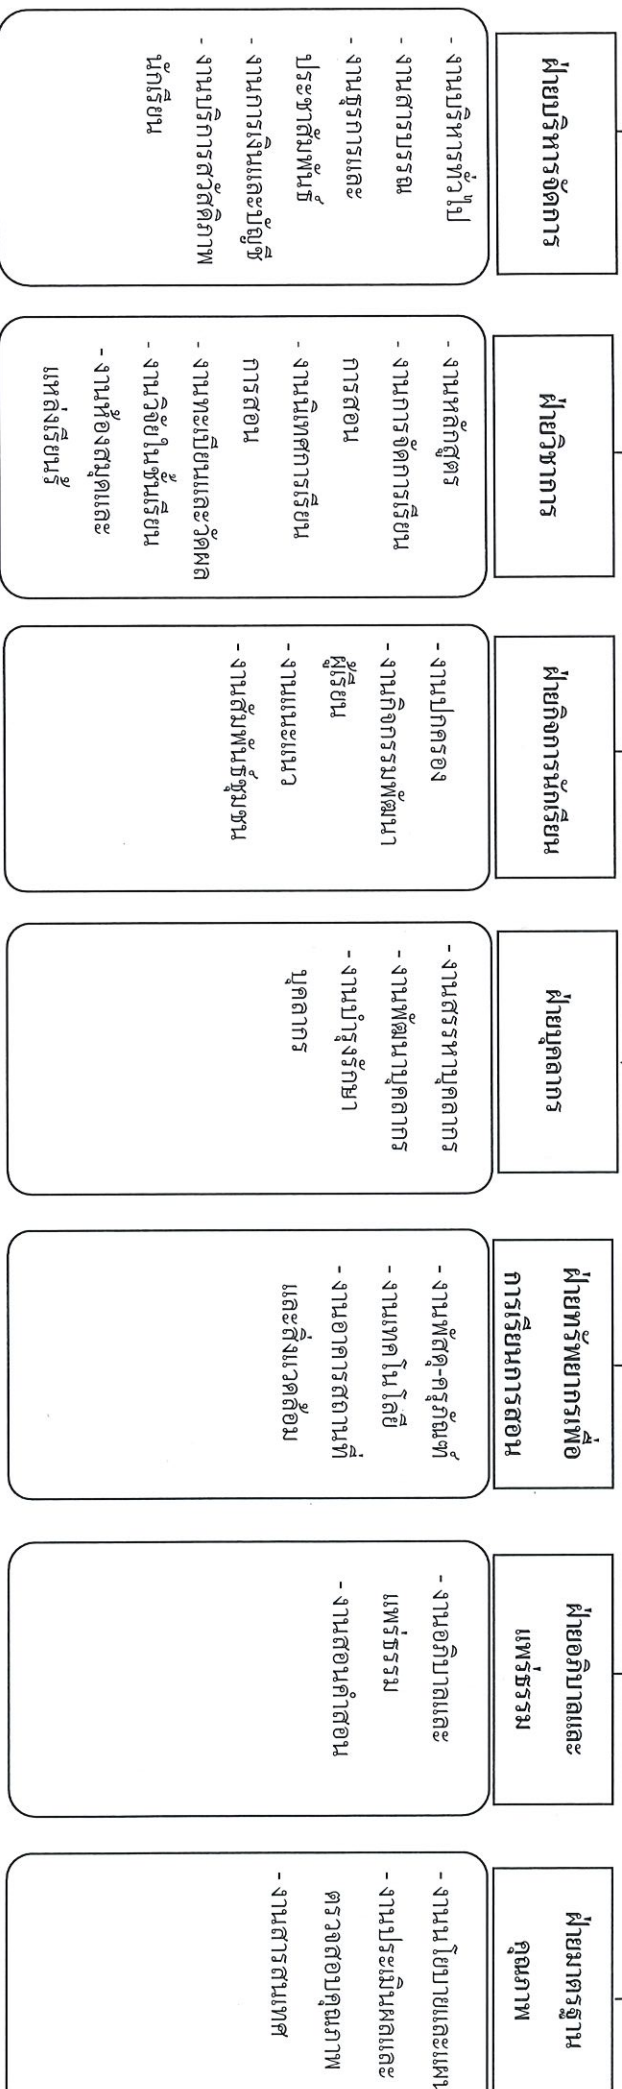 ฝ่ายบริหารจัดการ
- งานบริหารทั่วไป
- งานสารบรรณ
- งานธุรการและ
ประชาสัมพันธ์
- งานการเงินและบัญชี
- งานบริการสวัสดิภาพ
นักเรียน
ฝ่ายวิชาการ
- งานหลักสูตร
- งานการจัดการเรียน
การสอน
- งานนิเทศการเรียน
การสอน
- งานทะเบียนและวัดผล
- งานวิจัยในชั้นเรียน
- งานห้องสมุดและ
แหล่งเรียนรู้
ฝ่ายกิจการนักเรียน
- งานปกครอง
- งานกิจกรรมพัฒนา
ผู้เรียน
- งานแนะแนว
- งานสัมพันธ์ชุมชน
ฝ่ายบุคลากร
- งานสรรหาบุคลากร
- งานพัฒนาบุคลากร
- งานบำรุงรักษา
บุคลากร
ฝ่ายทรัพยากรเพื่อ
การเรียนการสอน
- งานพัสดุ-ครุภัณฑ์
- งานเทคโนโลยี
- งานอาคารสถานที่
และสิ่งแวดล้อม
ฝ่ายอภิบาลและ
แพร่ธรรม
- งานอภิบาลและ
แพร่ธรรม
- งานสอนคำสอน
ฝ่ายมาตรฐาน
คุณภาพ
- งานนโยบายและแผน
- งานประเมินผลและ
ตรวจสอบคุณภาพ
- งานสารสนเทศ